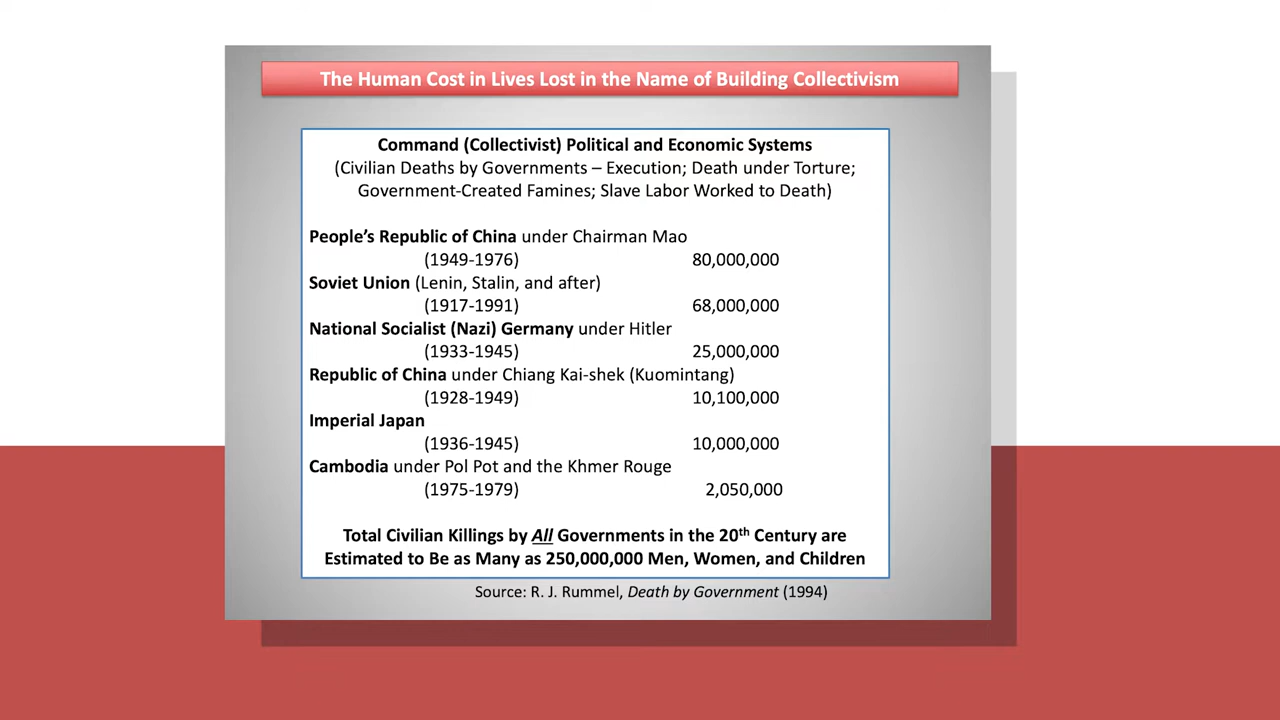 The Human Cost in Lives Lost in the Name of Building Collectivism
Command (Collectivist) Political and Economic Systems
(Civilian Deaths by Governments – Execution; Death under Torture;
Government-Created Famines; Slave Labor Worked to Death)
People's Republic of China under Chairman Mao
(1949-1976) 80,000,000
Soviet Union (Lenin, Stalin, and after)
(1917-1991) 68,000,000
National Socialist (Nazi) Germany under Hitler
(1933-1945) 25,000,000
Republic of China under Chiang Kai-shek (Kuomintang)
(1928-1949) 10,100,000
Imperial Japan
(1936-1945) 10,000,000
Cambodia under Pol Pot and the Khmer Rouge
(1975-1979) 2,050,000
Total Civilian Killings by All Governments in the 20th Century are
Estimated to Be as Many as 250,000,000 Men, Women, and Children
Source: R. J. Rummel, Death by Government (1994)